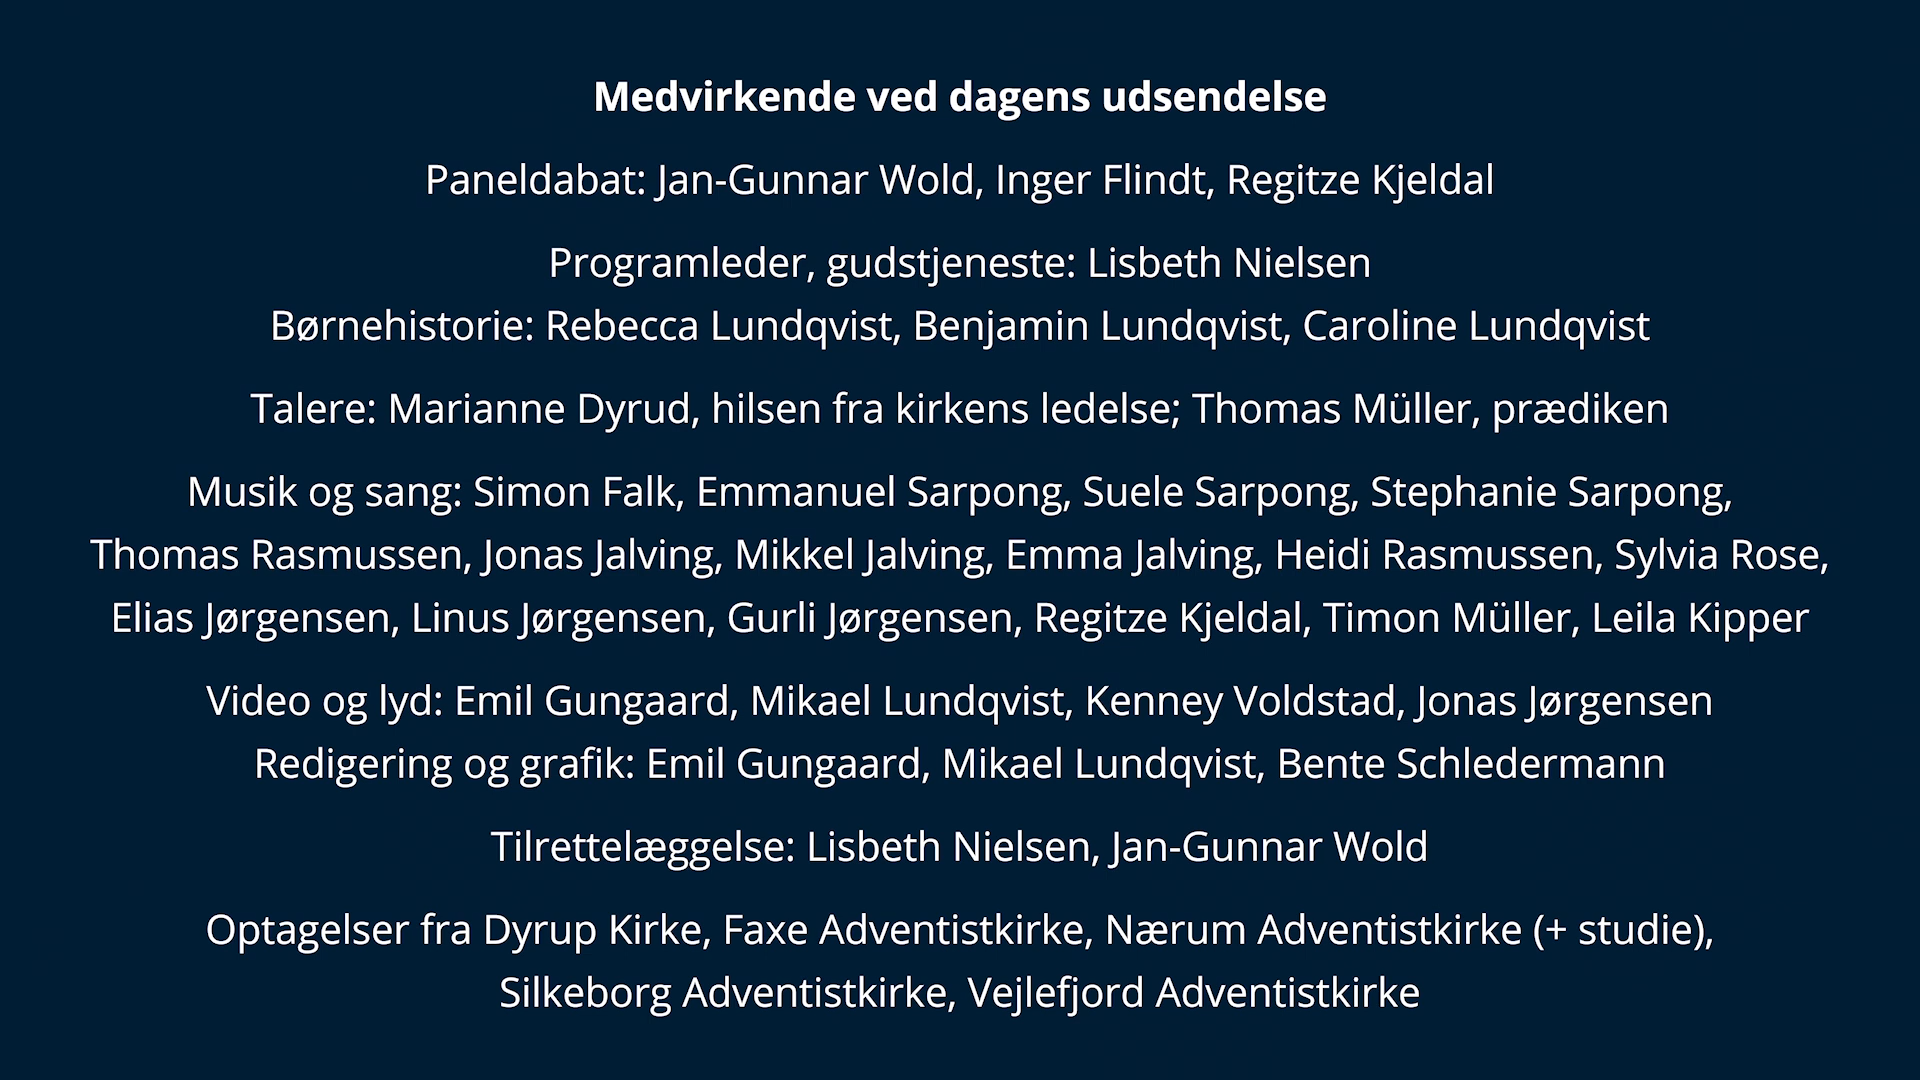 Medvirkende ved dagens udsendelse
Paneldabat: Jan-Gunnar Wold, Inger Flindt, Regitze Kjeldal
Programleder, gudstjeneste: Lisbeth Nielsen
Børnehistorie: Rebecca Lundqvist, Benjamin Lundqvist, Caroline Lundqvist
Talere: Marianne Dyrud, hilsen fra kirkens ledelse; Thomas Müller, prædiken
Musik og sang: Simon Falk, Emmanuel Sarpong, Suele Sarpong, Stephanie Sarpong,
Thomas Rasmussen, Jonas Jalving, Mikkel Jalving, Emma Jalving, Heidi Rasmussen, Sylvia Rose,
Elias Jørgensen, Linus Jørgensen, Gurli Jørgensen, Regitze Kjeldal, Timon Müller, Leila Kipper
Video og lyd: Emil Gungaard, Mikael Lundqvist, Kenney Voldstad, Jonas Jørgensen
Redigering og grafik: Emil Gungaard, Mikael Lundqvist, Bente Schledermann
Tilrettelæggelse: Lisbeth Nielsen, Jan-Gunnar Wold
Optagelser fra Dyrup Kirke, Faxe Adventistkirke, Nærum Adventistkirke (+ studie),
Silkeborg Adventistkirke, Vejlefjord Adventistkirke